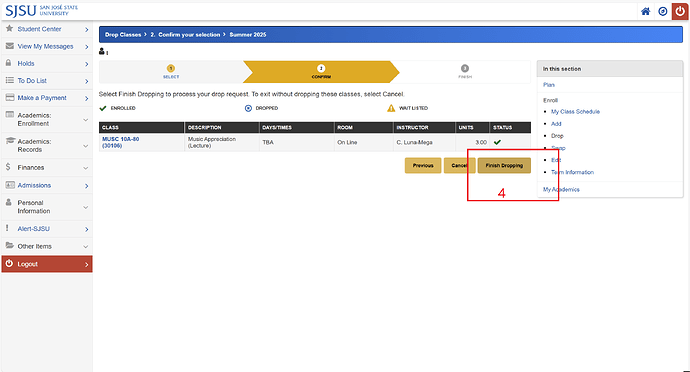 SJSU SAN JOSÉ STATE
UNIVERSITY
Student Center
View My Messages
Holds
To Do List
Make a Payment
Academics:
Enrollment
Academics:
Records
Finances
Admissions
Personal
Information
Alert-SJSU
Other Items
Logout
Drop Classes > 2. Confirm your selection > Summer 2025
1 2 3
SELECT CONFIRM FINISH
Select Finish Dropping to process your drop request. To exit without dropping these classes, select Cancel.
ENROLLED DROPPED WAIT LISTED
CLASS DESCRIPTION DAYS/TIMES ROOM INSTRUCTOR UNITS STATUS
MUSC 10A-80
(30106)
Music Appreciation
(Lecture)
TBA On Line C. Luna-Mega 3.00
Previous Cancel Finish Dropping
4
in this section
Plan
Enroll
My Class Schedule
Add
Drop
Swap
Edit
Term Information
My Academics